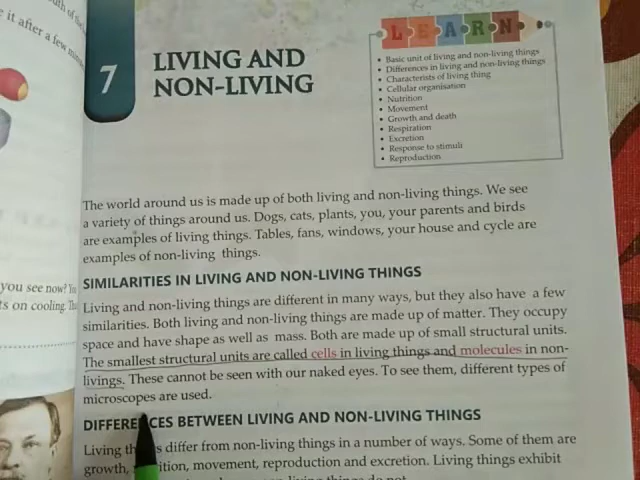 it after a few
7
LIVING AND
NON-LIVING
LEARN
• Basic unit of living and non-living things
• Differences in living and non-living things
• Characterists of living thing
• Cellular organisation
• Nutrition
• Movement
• Growth and death
• Respiration
• Excretion
• Response to stimuli
• Reproduction
The world around us is made up of both living and non-living things. We see
a variety of things around us. Dogs, cats, plants, you, your parents and birds
are examples of living things. Tables, fans, windows, your house and cycle are
examples of non-living things.
you see now?
ts on cooling.
SIMILARITIES IN LIVING AND NON-LIVING THINGS
Living and non-living things are different in many ways, but they also have a few
similarities. Both living and non-living things are made up of matter. They occupy
space and have shape as well as mass. Both are made up of small structural units.
The smallest structural units are called cells in living things and molecules in non-
livings. These cannot be seen with our naked eyes. To see them, different types of
microscopes are used.
DIFFERENCES BETWEEN LIVING AND NON-LIVING THINGS
Living things differ from non-living things in a number of ways. Some of them are
growth, nutrition, movement, reproduction and excretion. Living things exhibit